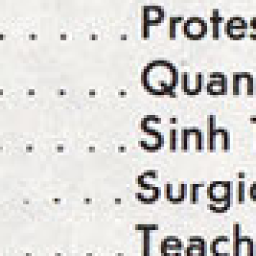 . . . . . Protes
. . . . . Quan
. . . . . Sinh T
. . . . . Surgic
. . . . . Teach